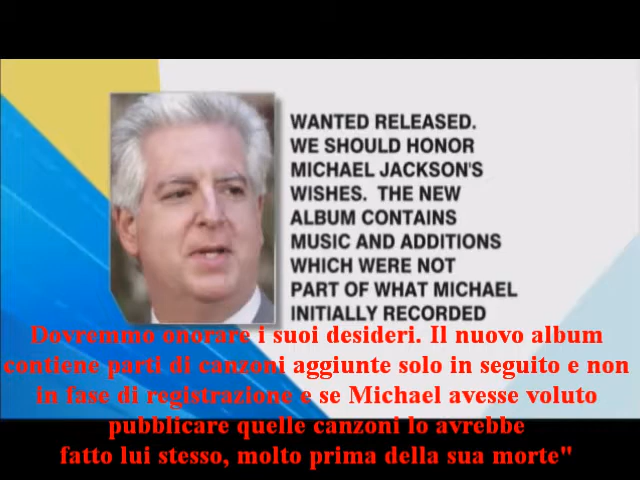 WANTED RELEASED.
WE SHOULD HONOR
MICHAEL JACKSON'S
WISHES. THE NEW
ALBUM CONTAINS
MUSIC AND ADDITIONS
WHICH WERE NOT
PART OF WHAT MICHAEL
INITIALLY RECORDED
Dovremmo onorare i suoi desideri. Il nuovo album
contiene parti di canzoni aggiunte solo in seguito e non
in fase di registrazione e se Michael avesse voluto
pubblicare quelle canzoni lo avrebbe
fatto lui stesso, molto prima della sua morte"